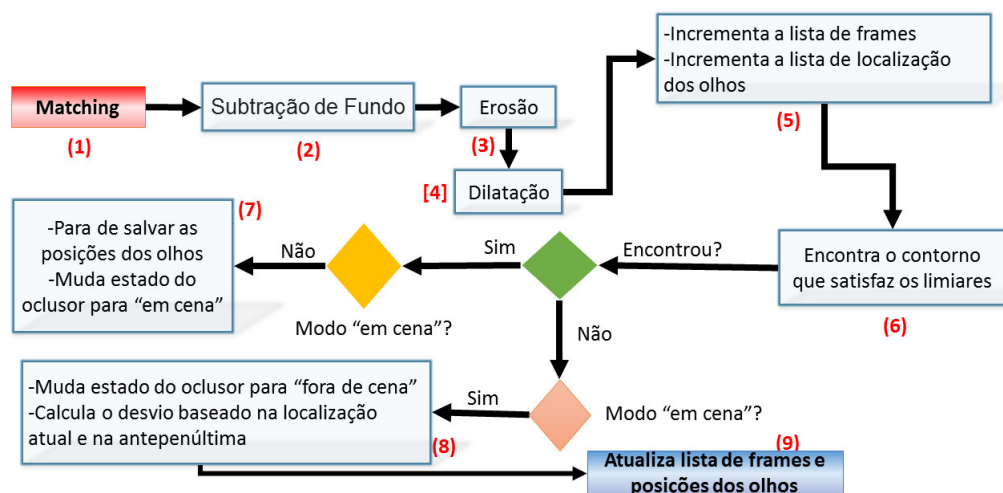 Matching
(1)
Subtração de Fundo
(2)
Erosão
(3)
[4]
Dilatação
-Incrementa a lista de frames
-Incrementa a lista de localização
dos olhos
(5)
Encontra o contorno
que satisfaz os limiares
(6)
Encontrou?
Sim
Não
Modo “em cena”?
(7)
-Para de salvar as
posições dos olhos
-Muda estado do
oclusor para “em cena”
Não
Modo “em cena”?
Sim
-Muda estado do oclusor para “fora de cena”
-Calcula o desvio baseado na localização
atual e na antepenúltima
(8)
(9)
Atualiza lista de frames e
posições dos olhos